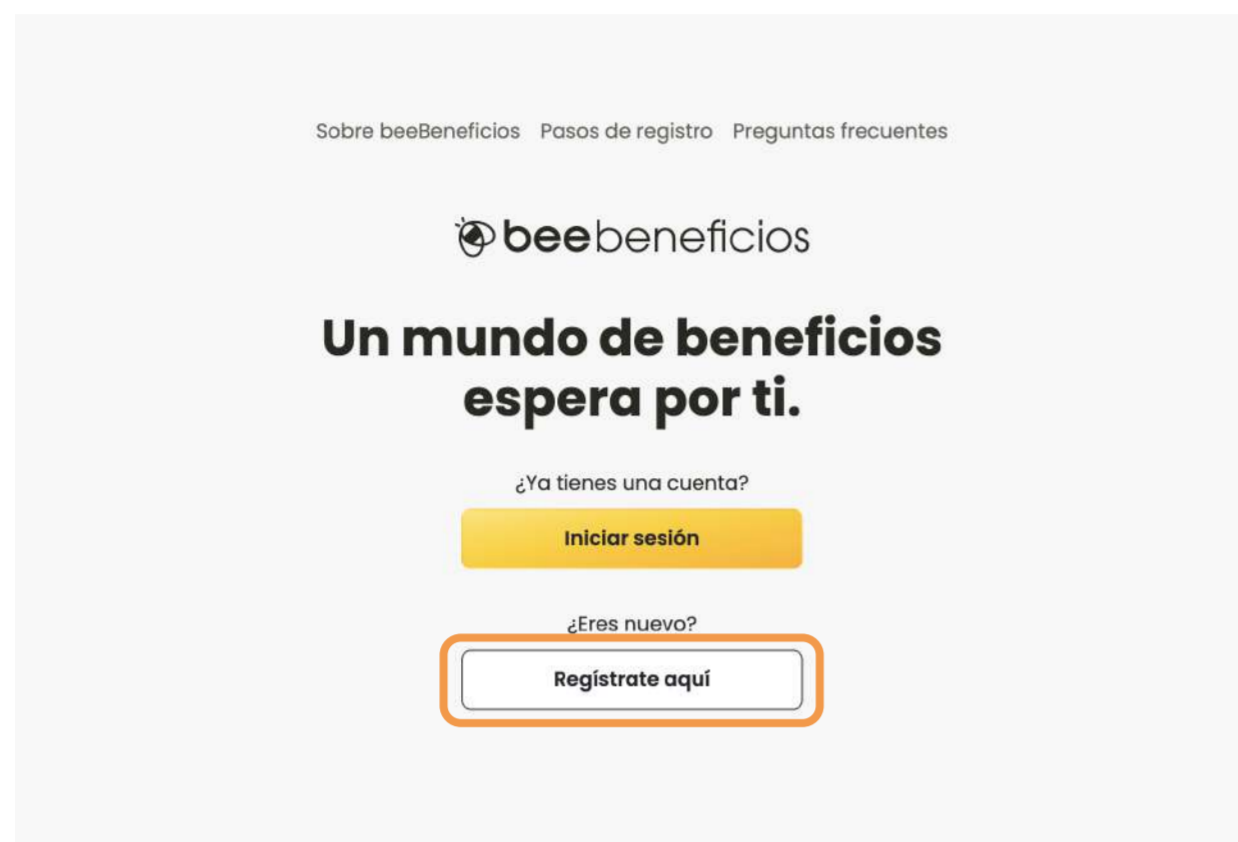 Sobre beeBeneficios Pasos de registro Preguntas frecuentes
beebeneficios
Un mundo de beneficios
espera por ti.
¿Ya tienes una cuenta?
Iniciar sesión
¿Eres nuevo?
Regístrate aquí